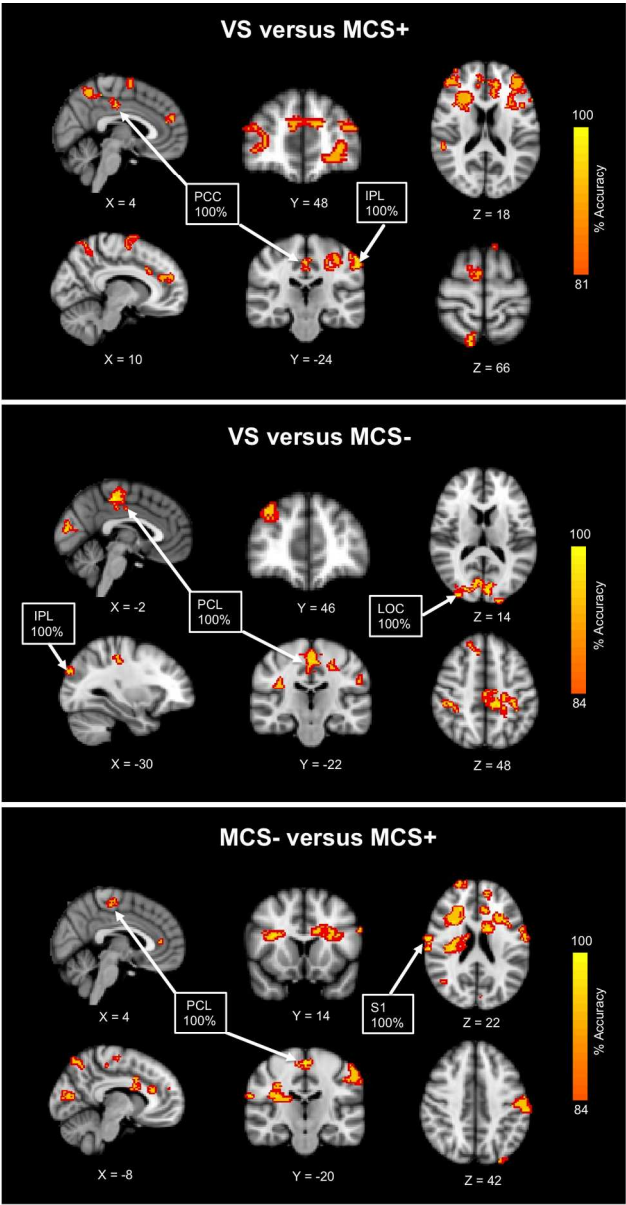 VS versus MCS+
PCC
100%
IPL
100%
X = 4
Y = 48
Z = 18
X = 10
Y = -24
Z = 66
100
% Accuracy
81
VS versus MCS-
IPL
100%
PCL
100%
LOC
100%
X = -2
Y = 46
Z = 14
X = -30
Y = -22
Z = 48
100
% Accuracy
84
MCS- versus MCS+
PCL
100%
S1
100%
X = 4
Y = 14
Z = 22
X = -8
Y = -20
Z = 42
100
% Accuracy
84